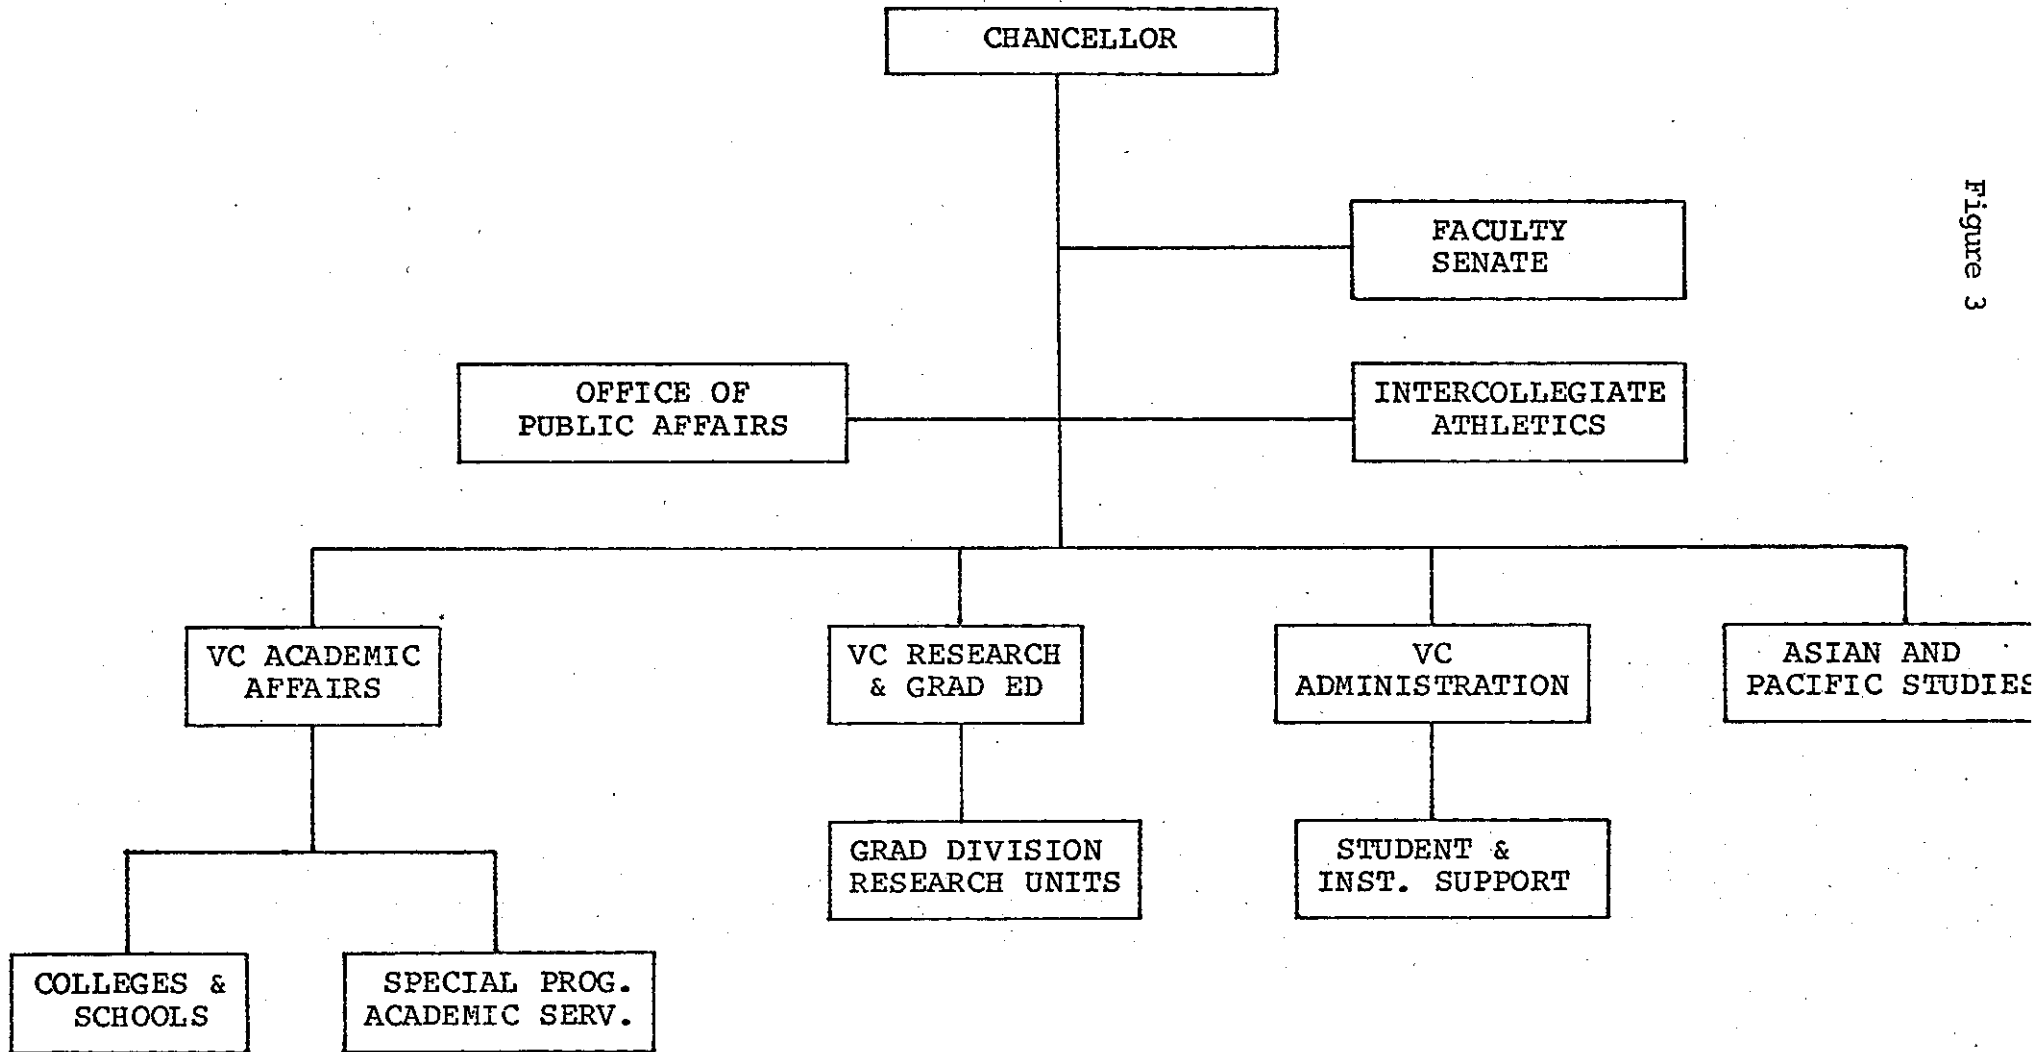 CHANCELLOR
Figure 3
FACULTY
SENATE
OFFICE OF
PUBLIC AFFAIRS
INTERCOLLEGIATE
ATHLETICS
VC ACADEMIC
AFFAIRS
VC RESEARCH
& GRAD ED
VC
ADMINISTRATION
ASIAN AND
PACIFIC STUDIES
GRAD DIVISION
RESEARCH UNITS
STUDENT &
INST. SUPPORT
COLLEGES &
SCHOOLS
SPECIAL PROG.
ACADEMIC SERV.